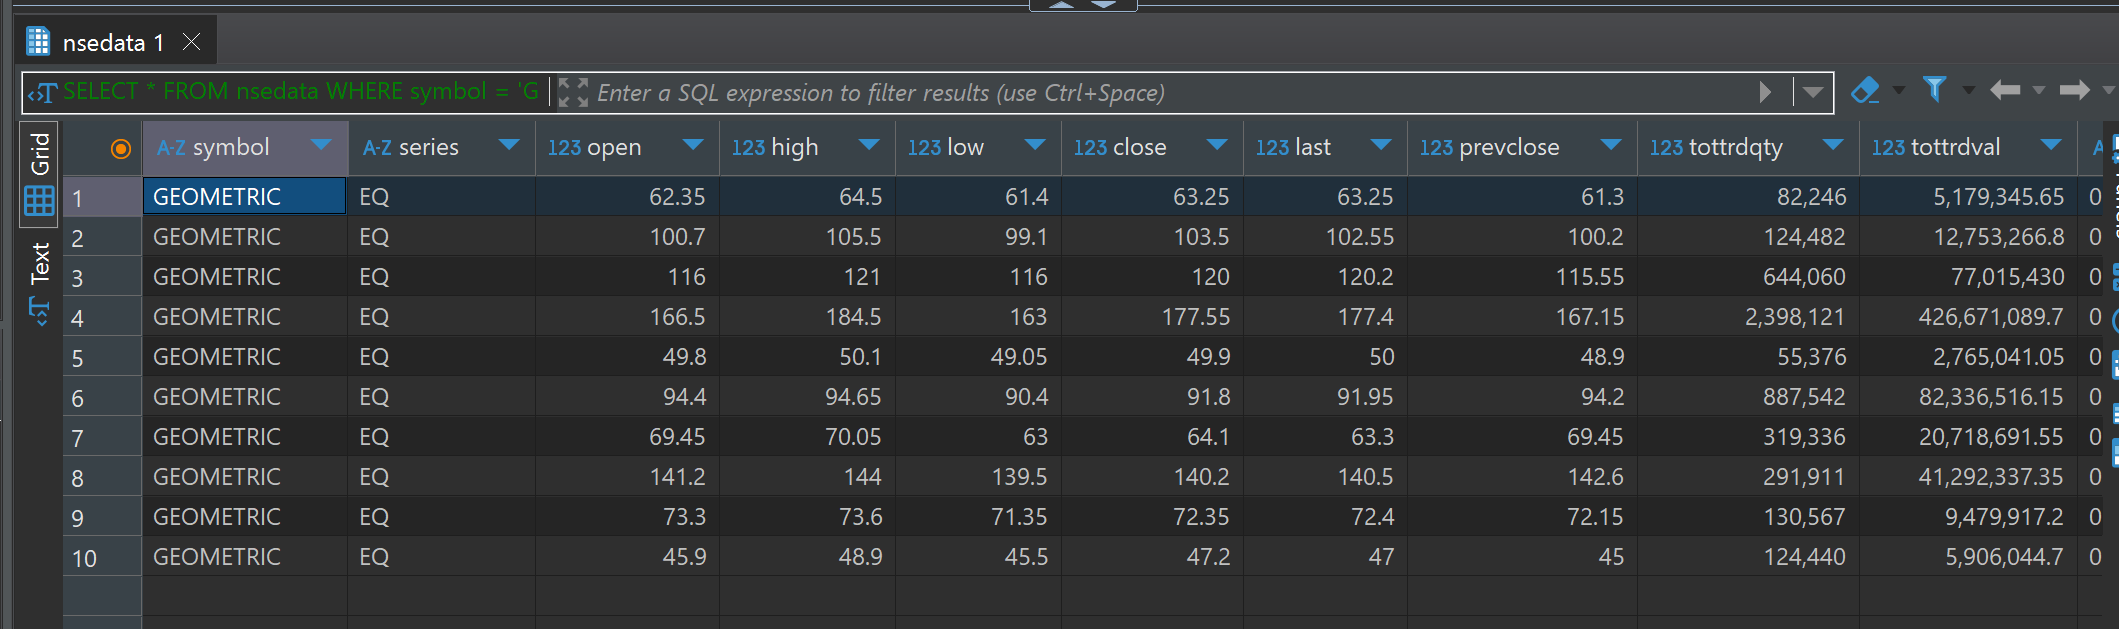 nsedata 1
SELECT * FROM nsedata WHERE symbol = 'G Enter a SQL expression to filter results (use Ctrl+Space)
Grid
Text
A-Z symbol A-Z series 123 open 123 high 123 low 123 close 123 last 123 prevclose 123 tottrdqty 123 tottrdval A
1 GEOMETRIC EQ 62.35 64.5 61.4 63.25 63.25 61.3 82,246 5,179,345.65 0
2 GEOMETRIC EQ 100.7 105.5 99.1 103.5 102.55 100.2 124,482 12,753,266.8 0
3 GEOMETRIC EQ 116 121 116 120 120.2 115.55 644,060 77,015,430 0
4 GEOMETRIC EQ 166.5 184.5 163 177.55 177.4 167.15 2,398,121 426,671,089.7 0
5 GEOMETRIC EQ 49.8 50.1 49.05 49.9 50 48.9 55,376 2,765,041.05 0
6 GEOMETRIC EQ 94.4 94.65 90.4 91.8 91.95 94.2 887,542 82,336,516.15 0
7 GEOMETRIC EQ 69.45 70.05 63 64.1 63.3 69.45 319,336 20,718,691.55 0
8 GEOMETRIC EQ 141.2 144 139.5 140.2 140.5 142.6 291,911 41,292,337.35 0
9 GEOMETRIC EQ 73.3 73.6 71.35 72.35 72.4 72.15 130,567 9,479,917.2 0
10 GEOMETRIC EQ 45.9 48.9 45.5 47.2 47 45 124,440 5,906,044.7 0